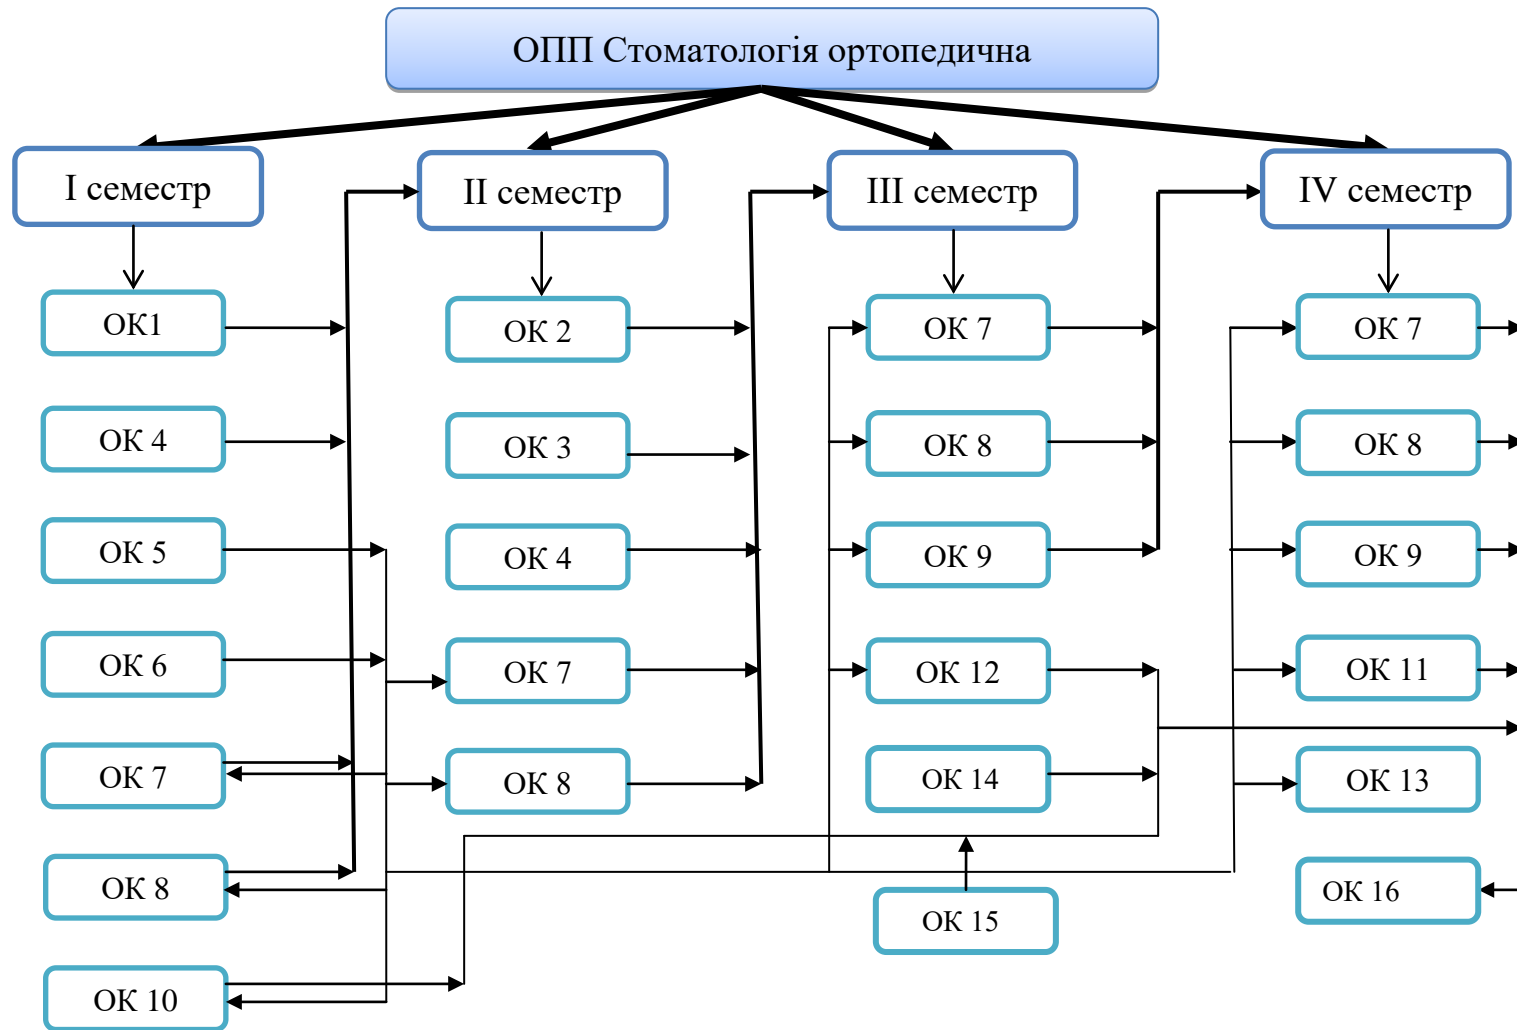 ОПП Стоматологія ортопедична
І семестр
ІІ семестр
ІІІ семестр
ІV семестр
ОК1
ОК 4
ОК 5
ОК 6
ОК 7
ОК 8
ОК 10
ОК 2
ОК 3
ОК 4
ОК 7
ОК 8
ОК 7
ОК 8
ОК 9
ОК 12
ОК 14
ОК 15
ОК 7
ОК 8
ОК 9
ОК 11
ОК 13
ОК 16